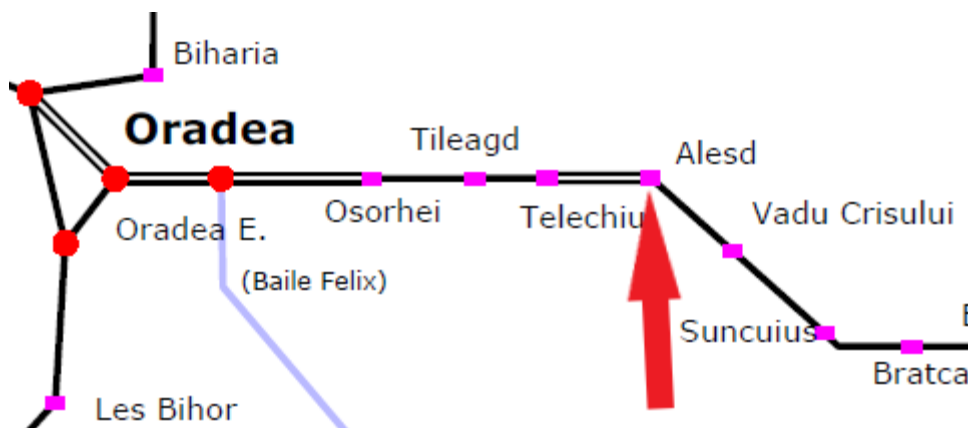 Biharia
Oradea
Tileagd
Alesd
Oradea E.
Osorhei
Telechiu
Vadu Crisului
(Baile Felix)
Suncuius
Bratca
Les Bihor